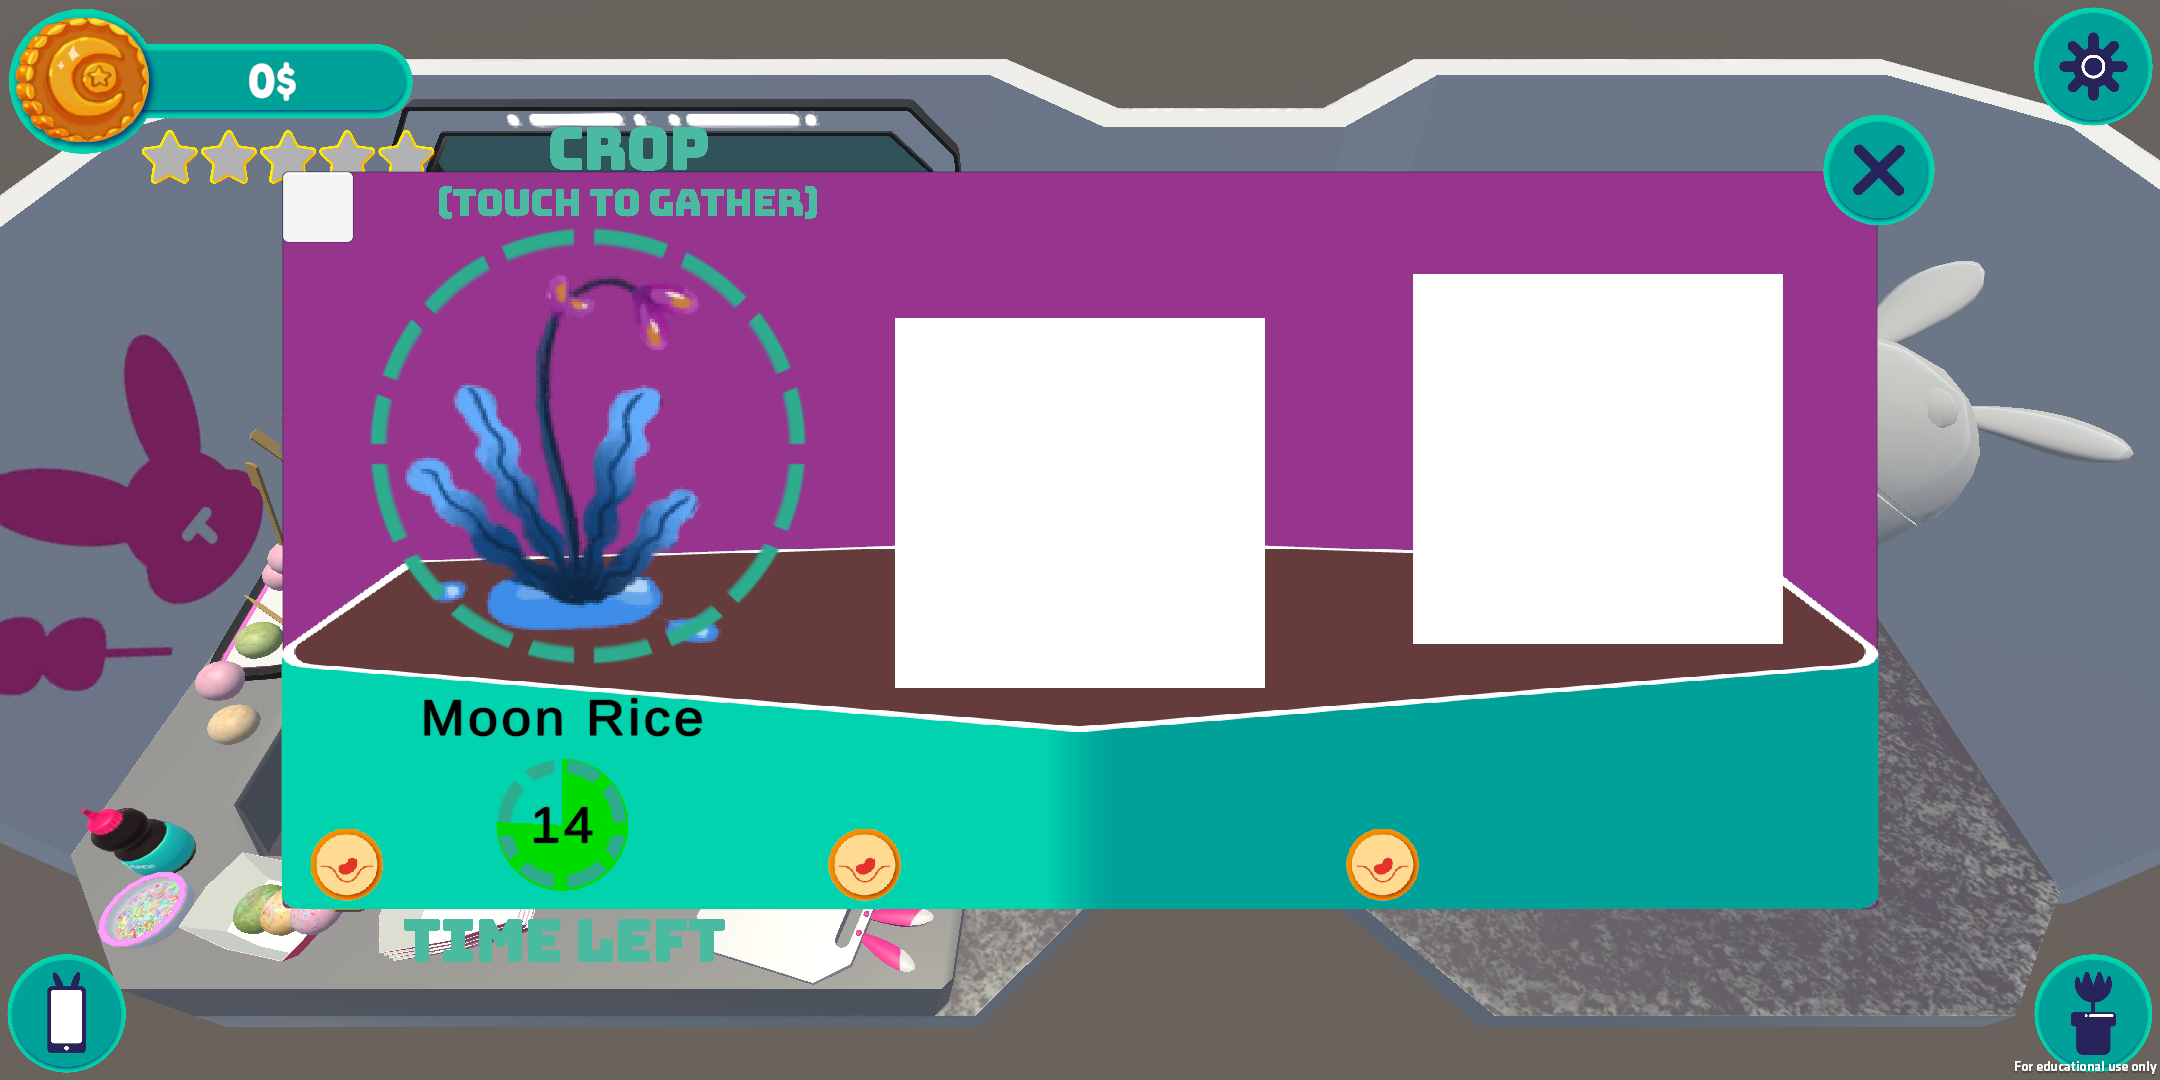 0$
CROP
(TOUCH TO GATHER)
Moon Rice
14
TIME LEFT
For educational use only